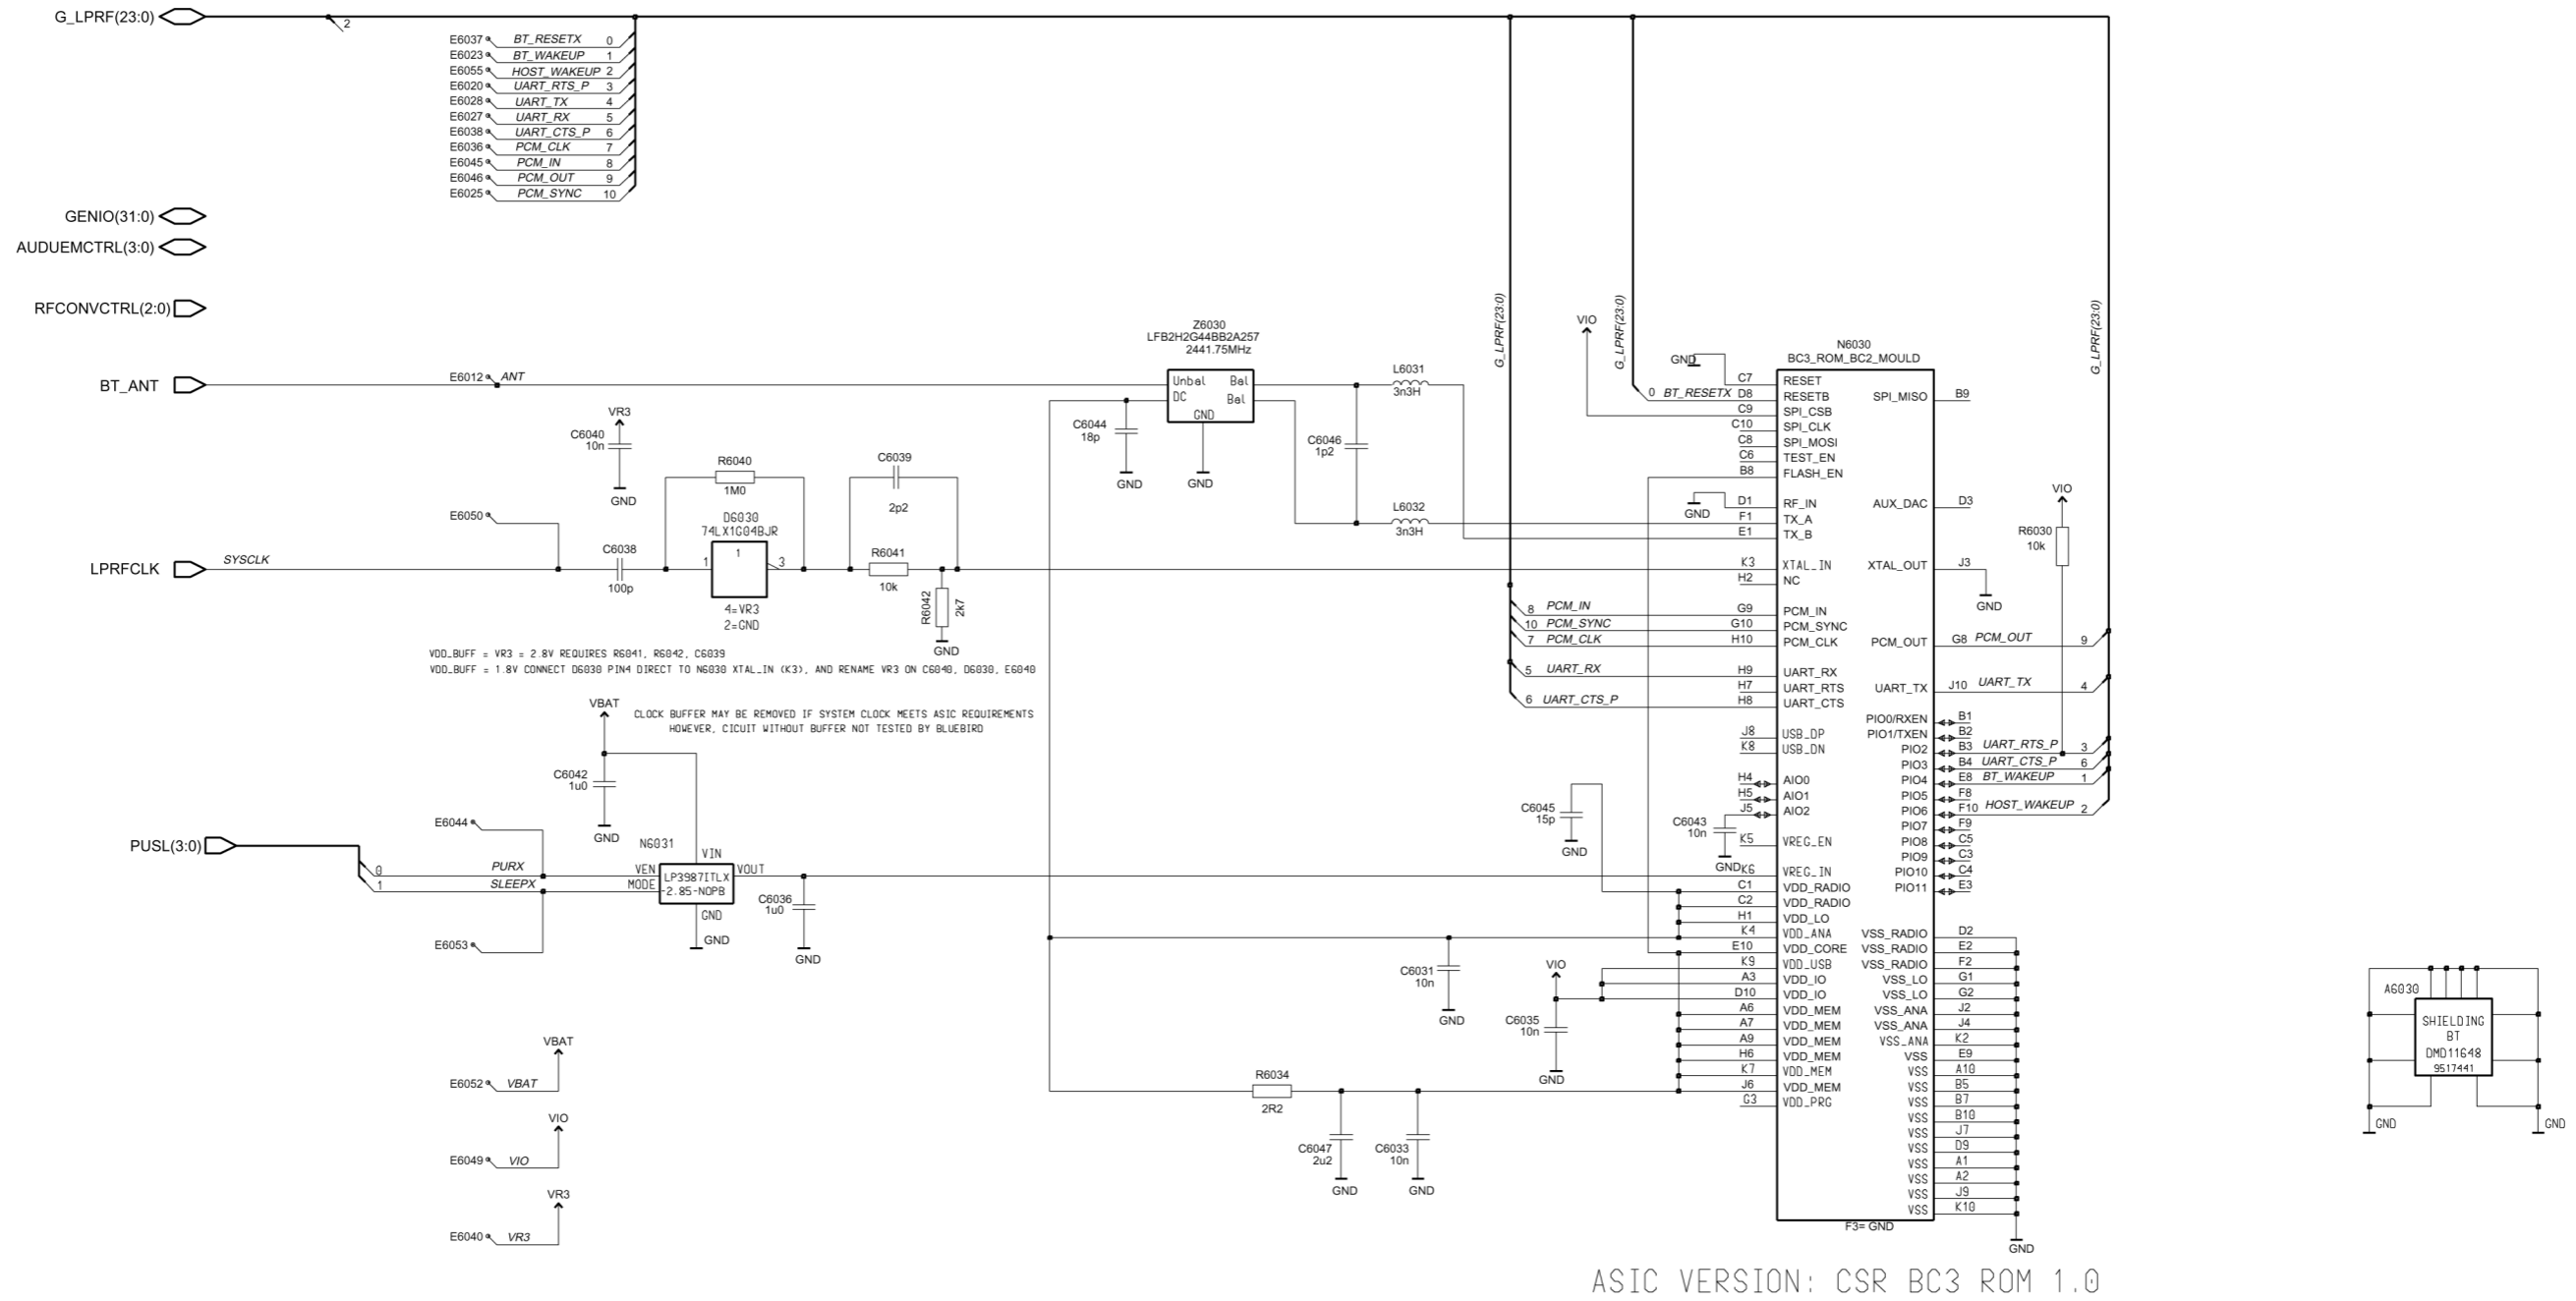 G_LPRF(23:0)
2
E6037 BT_RESETX 0
E6023 BT_WAKEUP 1
E6055 HOST_WAKEUP 2
E6020 UART_RTS_P 3
E6028 UART_TX 4
E6027 UART_RX 5
E6038 UART_CTS_P 6
E6036 PCM_CLK 7
E6045 PCM_IN 8
E6046 PCM_OUT 9
E6025 PCM_SYNC 10
GENIO(31:0)
AUDUEMCTRL(3:0)
RFCONVCTRL(2:0)
BT_ANT
E6012 ANT
VR3
C6040
10n
GND
E6050
LPRFCLK
SYSCLK
C6038
100p
R6040
1M0
D6030
74LX1G04BJR
1
1
3
4=VR3
2=GND
C6039
2p2
R6041
10k
R6042
2k7
GND
VDD_BUFF = VR3 = 2.8V REQUIRES R6041, R6042, C6039
VDD_BUFF = 1.8V CONNECT D6030 PIN4 DIRECT TO N6030 XTAL_IN (K3), AND RENAME VR3 ON C6040, D6030, E6040
CLOCK BUFFER MAY BE REMOVED IF SYSTEM CLOCK MEETS ASIC REQUIREMENTS
HOWEVER, CICUIT WITHOUT BUFFER NOT TESTED BY BLUEBIRD
VBAT
C6042
1u0
GND
E6044
PUSL(3:0)
0 PURX
1 SLEEPX
E6053
N6031
VIN
VEN
MODE
LP3987ITLX
-2.85-NOPB
VOUT
GND
GND
C6036
1u0
GND
VBAT
E6052 VBAT
VIO
E6049 VIO
VR3
E6040 VR3
Z6030
LFB2H2G44BB2A257
2441.75MHz
Unbal Bal
DC Bal
GND
C6044
18p
GND
GND
C6046
1p2
L6031
3n3H
L6032
3n3H
G_LPRF(23:0)
VIO
G_LPRF(23:0)
G_LPRF(23:0)
N6030
BC3_ROM_BC2_MOULD
GND
C7 RESET
0 BT_RESETX D8 RESETB
C9 SPI_CSB
C10 SPI_CLK
C8 SPI_MOSI
C6 TEST_EN
B8 FLASH_EN
GND
D1 RF_IN
F1 TX_A
E1 TX_B
K3 XTAL_IN
H2 NC
8 PCM_IN G9 PCM_IN
10 PCM_SYNC G10 PCM_SYNC
7 PCM_CLK H10 PCM_CLK
5 UART_RX H9 UART_RX
H7 UART_RTS
6 UART_CTS_P H8 UART_CTS
J8 USB_DP
K8 USB_DN
H4 AIO0
H5 AIO1
J5 AIO2
C6045
15p
GND
C6043
10n
GND
K5 VREG_EN
K6 VREG_IN
C1 VDD_RADIO
C2 VDD_RADIO
H1 VDD_LO
K4 VDD_ANA
E10 VDD_CORE
K9 VDD_USB
A3 VDD_IO
D10 VDD_IO
A6 VDD_MEM
A7 VDD_MEM
A9 VDD_MEM
H6 VDD_MEM
K7 VDD_MEM
J6 VDD_MEM
G3 VDD_PRG
C6031
10n
GND
VIO
C6035
10n
GND
R6034
2R2
C6047
2u2
GND
C6033
10n
GND
SPI_MISO B9
AUX_DAC D3
VIO
R6030
10k
XTAL_OUT J3
GND
PCM_OUT G8 PCM_OUT 9
UART_TX J10 UART_TX 4
PIO0/RXEN B1
PIO1/TXEN B2
PIO2 B3 UART_RTS_P 3
PIO3 B4 UART_CTS_P 6
PIO4 E8 BT_WAKEUP 1
PIO5 F8
PIO6 F10 HOST_WAKEUP 2
PIO7 F9
PIO8 C5
PIO9 C3
PIO10 C4
PIO11 E3
VSS_RADIO D2
VSS_RADIO E2
VSS_RADIO F2
VSS_LO G1
VSS_LO G2
VSS_ANA J2
VSS_ANA J4
VSS_ANA K2
VSS E9
VSS A10
VSS B5
VSS B7
VSS B10
VSS J7
VSS D9
VSS A1
VSS A2
VSS J9
VSS K10
F3= GND
GND
A6030
SHIELDING
BT
DMD11648
9517441
GND
GND
ASIC VERSION: CSR BC3 ROM 1.0